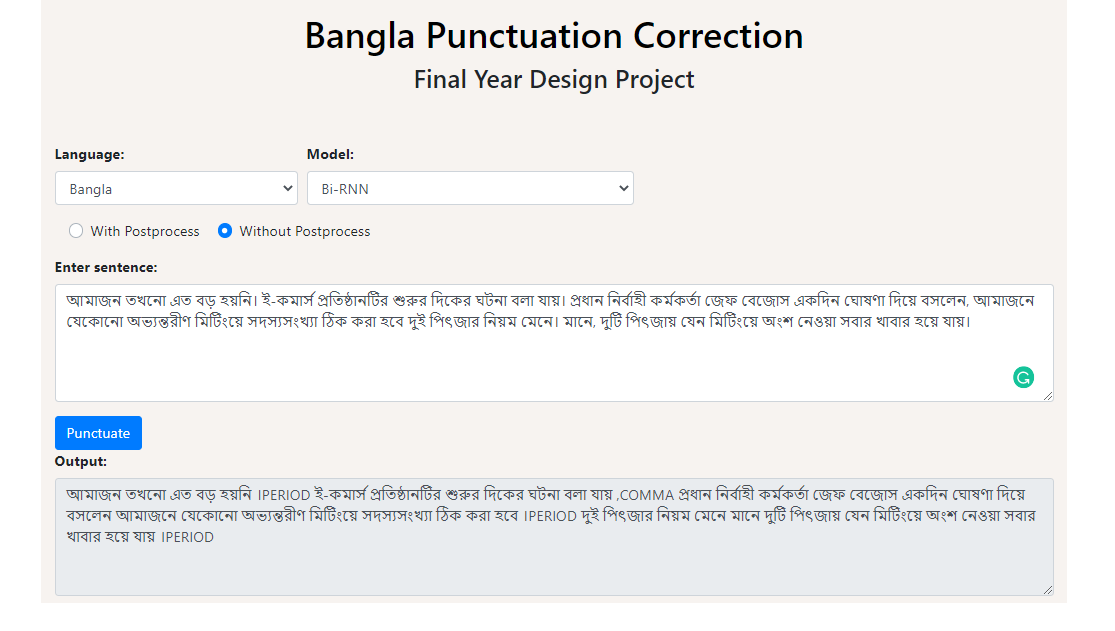 Bangla Punctuation Correction
Final Year Design Project
Language:
Model:
Bangla
Bi-RNN
With Postprocess
Without Postprocess
Enter sentence:
আমাজন তখনো এত বড় হয়নি। ই-কমার্স প্রতিষ্ঠানটির শুরুর দিকের ঘটনা বলা যায়। প্রধান নির্বাহী কর্মকর্তা জেফ বেজোস একদিন ঘোষণা দিয়ে বসলেন, আমাজনে
যেকোনো অভ্যন্তরীণ মিটিংয়ে সদস্যসংখ্যা ঠিক করা হবে দুই পিৎজার নিয়ম মেনে। মানে, দুটি পিৎজায় যেন মিটিংয়ে অংশ নেওয়া সবার খাবার হয়ে যায়।
Punctuate
Output:
আমাজন তখনো এত বড় হয়নি ।PERIOD ই-কমার্স প্রতিষ্ঠানটির শুরুর দিকের ঘটনা বলা যায় ,COMMA প্রধান নির্বাহী কর্মকর্তা জেফ বেজোস একদিন ঘোষণা দিয়ে
বসলেন আমাজনে যেকোনো অভ্যন্তরীণ মিটিংয়ে সদস্যসংখ্যা ঠিক করা হবে ।PERIOD দুই পিৎজার নিয়ম মেনে মানে দুটি পিৎজায় যেন মিটিংয়ে অংশ নেওয়া সবার
খাবার হয়ে যায় ।PERIOD